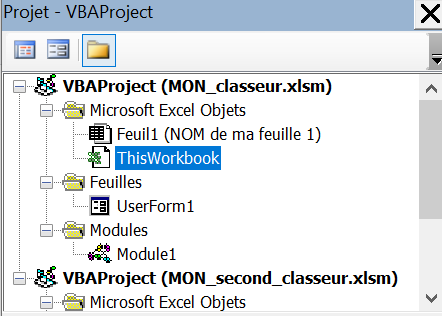 Projet - VBAProject
VBAProject (MON_classeur.xlsm)
Microsoft Excel Objets
Feuil1 (NOM de ma feuille 1)
ThisWorkbook
Feuilles
UserForm1
Modules
Module1
VBAProject (MON_second_classeur.xlsm)
Microsoft Excel Objets